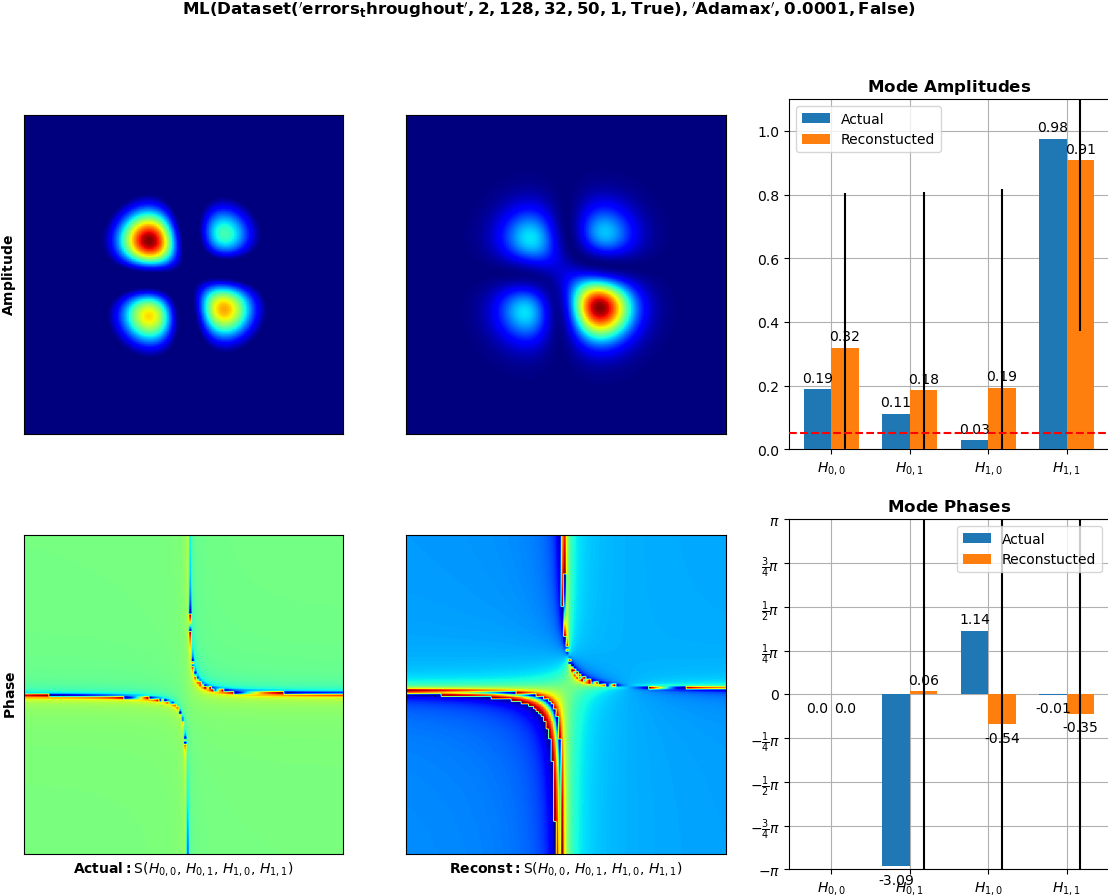 ML(Dataset('errors_throughout', 2, 128, 32, 50, 1, True), 'Adamax', 0.0001, False)
Amplitude
Mode Amplitudes
Actual
Reconstucted
1.0
0.8
0.6
0.4
0.2
0.0
0.19
0.32
0.11
0.18
0.03
0.19
0.98
0.91
H0,0
H0,1
H1,0
H1,1
Phase
Actual: S(H0,0, H0,1, H1,0, H1,1)
Reconst: S(H0,0, H0,1, H1,0, H1,1)
Mode Phases
Actual
Reconstucted
π
3/4π
1/2π
1/4π
0
−1/4π
−1/2π
−3/4π
−π
0.0
0.0
-3.09
0.06
1.14
-0.54
-0.01
-0.35
H0,0
H0,1
H1,0
H1,1